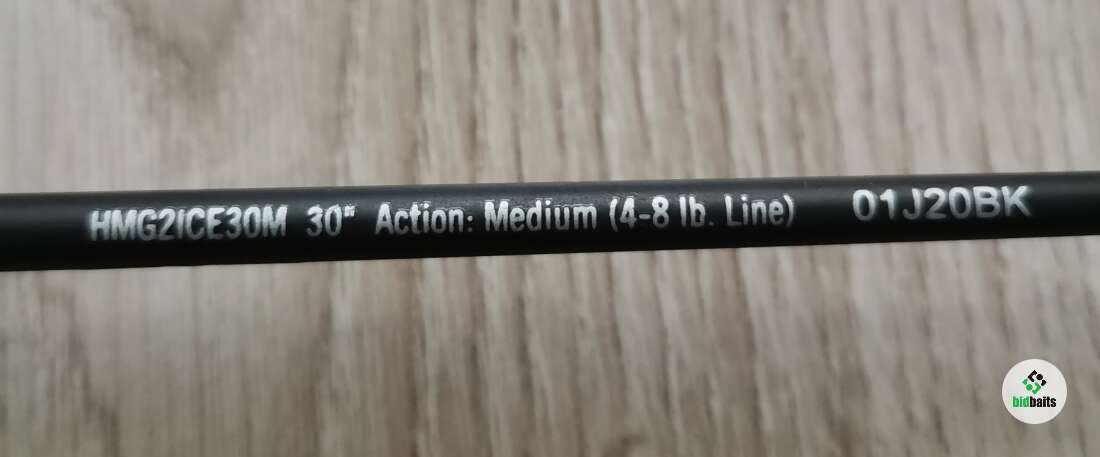 HMG2ICE30M 30" Action: Medium (4-8 lb. Line) 01J20BK
bidbaits